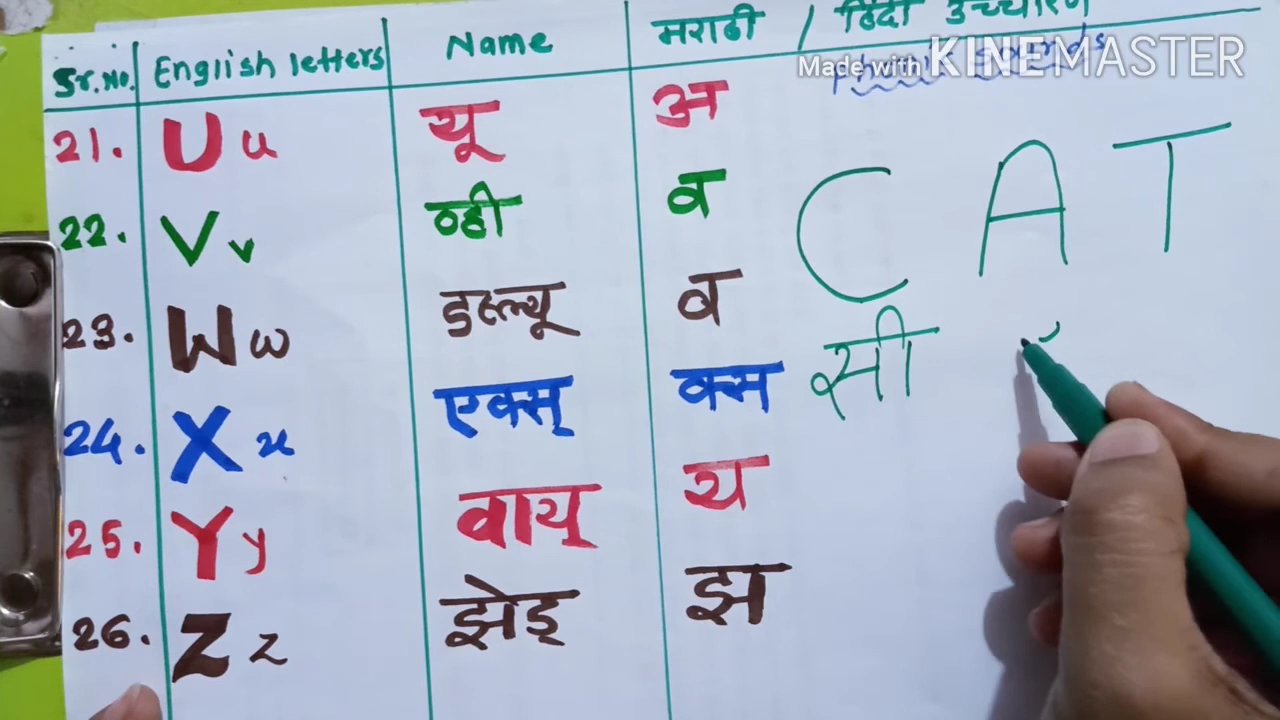 Sr. No. English letters Name मराठी / हिंदी उच्चारण
Made with KINEMASTER
Sounds
21. U u यू अ
22. V v व्ही व
23. W w डब्ल्यू व
24. X x एक्स् क्स
25. Y y वाय् य
26. Z z झेड् झ
C A T
सी